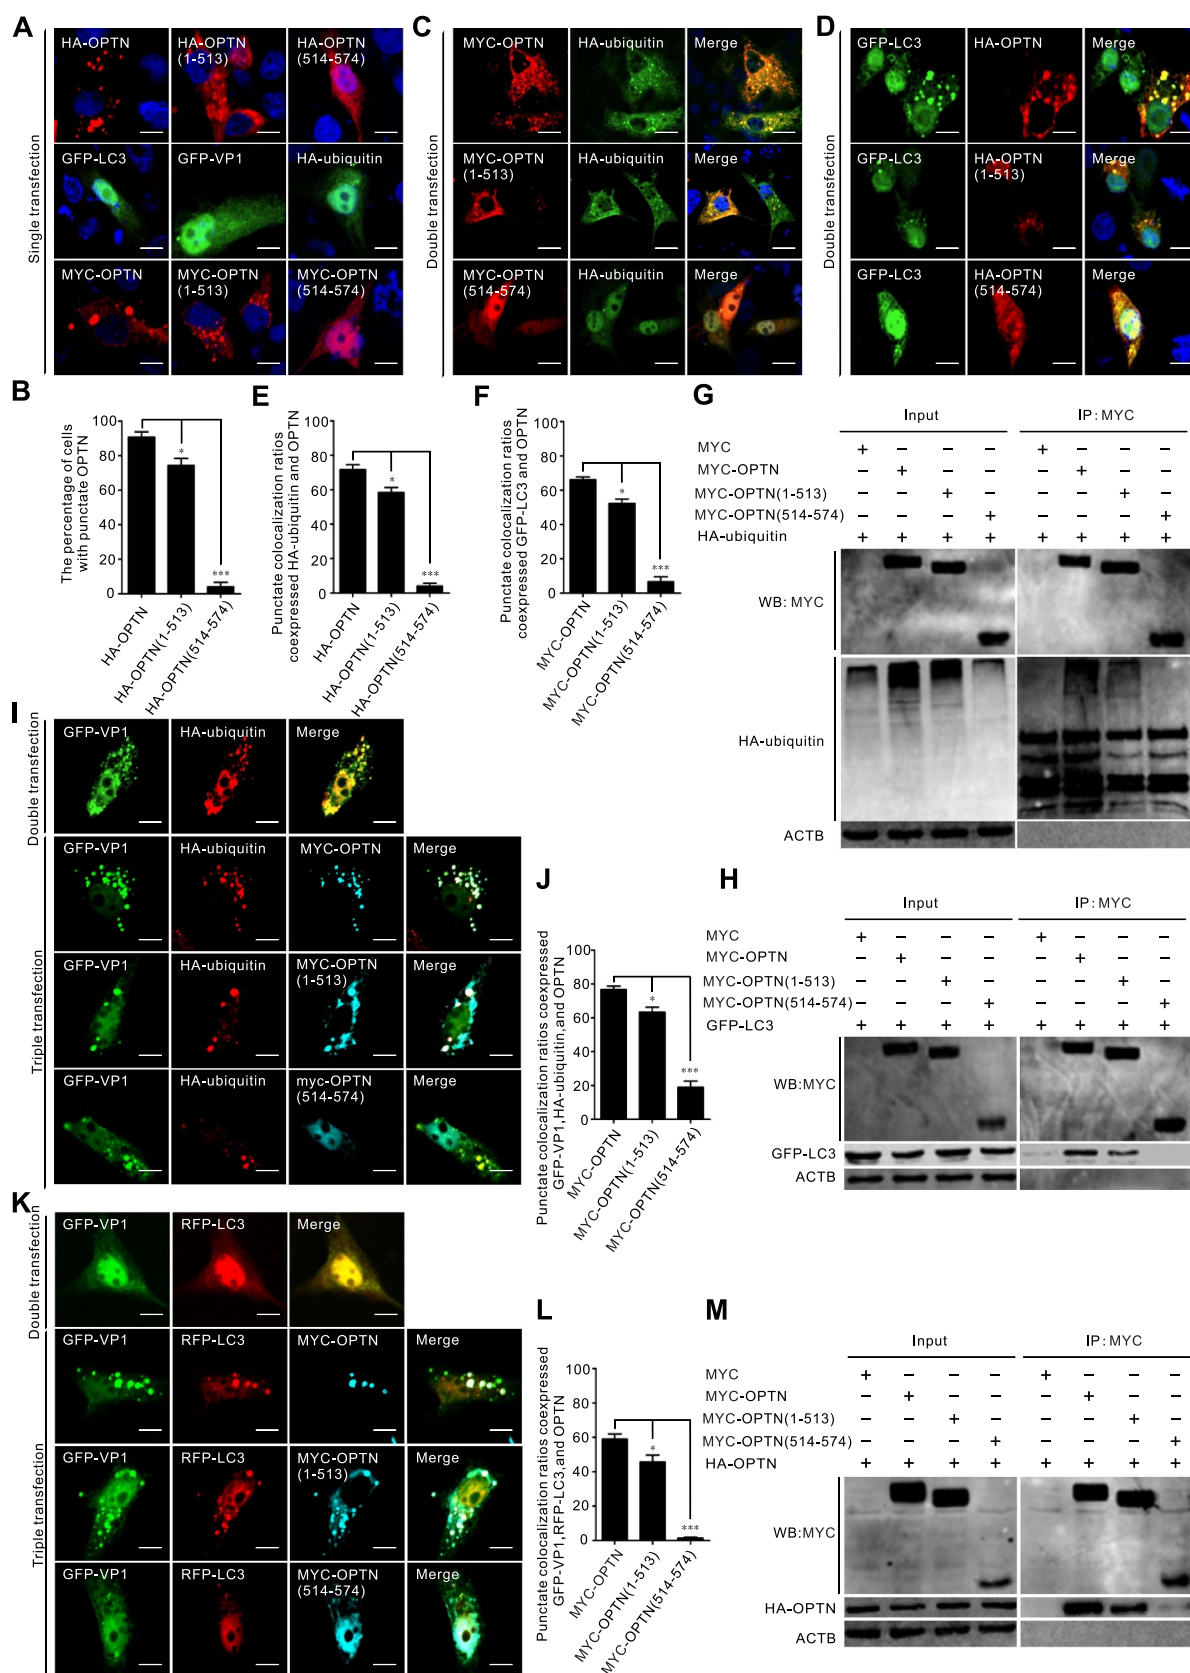 A
Single transfection
HA-OPTN
HA-OPTN
(1-513)
HA-OPTN
(514-574)
GFP-LC3
GFP-VP1
HA-ubiquitin
MYC-OPTN
MYC-OPTN
(1-513)
MYC-OPTN
(514-574)
C
Double transfection
MYC-OPTN
HA-ubiquitin
Merge
MYC-OPTN
(1-513)
HA-ubiquitin
Merge
MYC-OPTN
(514-574)
HA-ubiquitin
Merge
D
Double transfection
GFP-LC3
HA-OPTN
Merge
GFP-LC3
HA-OPTN
(1-513)
Merge
GFP-LC3
HA-OPTN
(514-574)
Merge
B
The percentage of cells
with punctate OPTN
100
80
60
40
20
0
*
***
HA-OPTN
HA-OPTN(1-513)
HA-OPTN(514-574)
E
Punctate colocalization ratios
coexpressed HA-ubiquitin and OPTN
100
80
60
40
20
0
*
***
HA-OPTN
HA-OPTN(1-513)
HA-OPTN(514-574)
F
Punctate colocalization ratios
coexpressed GFP-LC3 and OPTN
100
80
60
40
20
0
*
***
MYC-OPTN
MYC-OPTN(1-513)
MYC-OPTN(514-574)
G
Input IP: MYC
MYC + − − − + − − −
MYC-OPTN − + − − − + − −
MYC-OPTN(1-513) − − + − − − + −
MYC-OPTN(514-574) − − − + − − − +
HA-ubiquitin + + + + + + + +
WB: MYC
HA-ubiquitin
ACTB
I
Double transfection
GFP-VP1
HA-ubiquitin
Merge
Triple transfection
GFP-VP1
HA-ubiquitin
MYC-OPTN
Merge
GFP-VP1
HA-ubiquitin
MYC-OPTN
(1-513)
Merge
GFP-VP1
HA-ubiquitin
myc-OPTN
(514-574)
Merge
J
Punctate colocalization ratios coexpressed
GFP-VP1,HA-ubiquitin,and OPTN
100
80
60
40
20
0
*
***
MYC-OPTN
MYC-OPTN(1-513)
MYC-OPTN(514-574)
H
Input IP: MYC
MYC + − − − + − − −
MYC-OPTN − + − − − + − −
MYC-OPTN(1-513) − − + − − − + −
MYC-OPTN(514-574) − − − + − − − +
GFP-LC3 + + + + + + + +
WB:MYC
GFP-LC3
ACTB
K
Double transfection
GFP-VP1
RFP-LC3
Merge
Triple transfection
GFP-VP1
RFP-LC3
MYC-OPTN
Merge
GFP-VP1
RFP-LC3
MYC-OPTN
(1-513)
Merge
GFP-VP1
RFP-LC3
MYC-OPTN
(514-574)
Merge
L
Punctate colocalization ratios coexpressed
GFP-VP1,RFP-LC3,and OPTN
100
80
60
40
20
0
*
***
MYC-OPTN
MYC-OPTN(1-513)
MYC-OPTN(514-574)
M
Input IP: MYC
MYC + − − − + − − −
MYC-OPTN − + − − − + − −
MYC-OPTN(1-513) − − + − − − + −
MYC-OPTN(514-574) − − − + − − − +
HA-OPTN + + + + + + + +
WB:MYC
HA-OPTN
ACTB